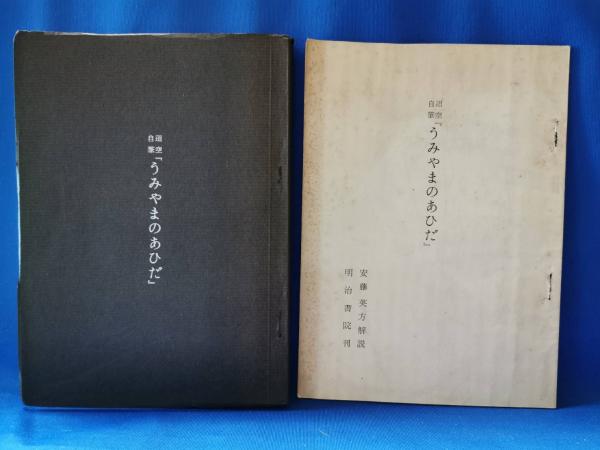 迢空
自筆「うみやまのあひだ」
迢空
自筆「うみやまのあひだ」
安藤英方解説
明治書院刊